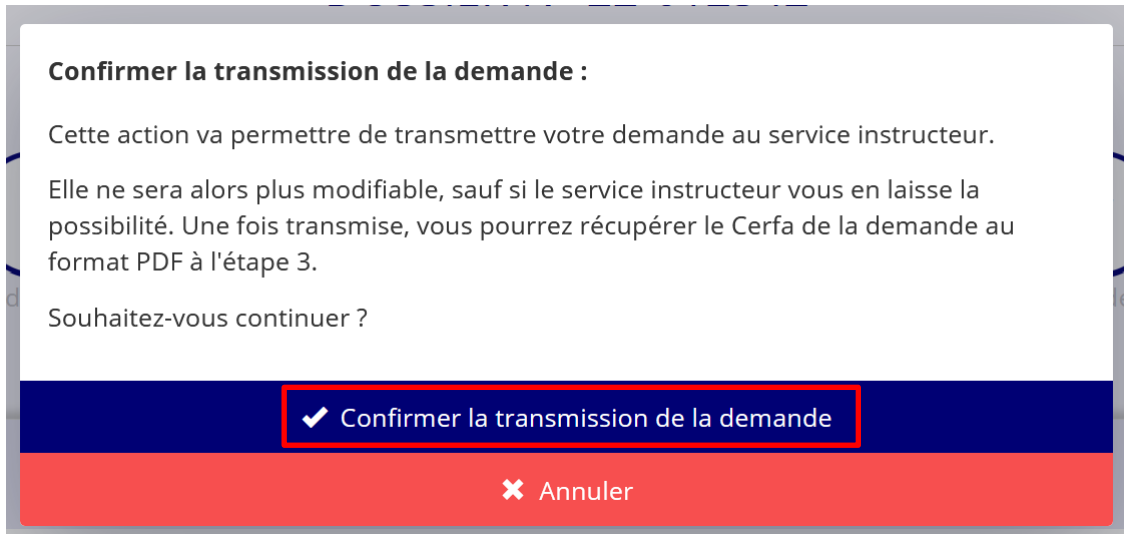 Confirmer la transmission de la demande :
Cette action va permettre de transmettre votre demande au service instructeur.
Elle ne sera alors plus modifiable, sauf si le service instructeur vous en laisse la
possibilité. Une fois transmise, vous pourrez récupérer le Cerfa de la demande au
format PDF à l'étape 3.
Souhaitez-vous continuer ?
✔ Confirmer la transmission de la demande
✖ Annuler